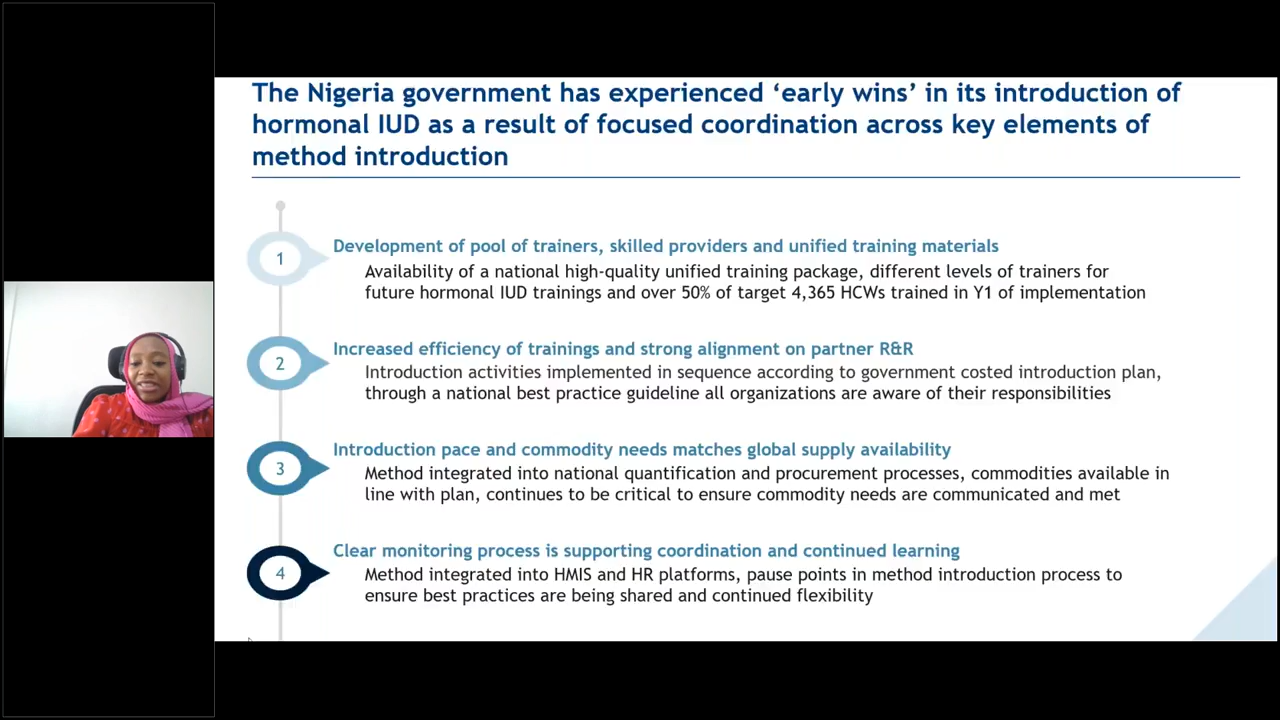 The Nigeria government has experienced ‘early wins’ in its introduction of
hormonal IUD as a result of focused coordination across key elements of
method introduction
1
Development of pool of trainers, skilled providers and unified training materials
Availability of a national high-quality unified training package, different levels of trainers for
future hormonal IUD trainings and over 50% of target 4,365 HCWs trained in Y1 of implementation
2
Increased efficiency of trainings and strong alignment on partner R&R
Introduction activities implemented in sequence according to government costed introduction plan,
through a national best practice guideline all organizations are aware of their responsibilities
3
Introduction pace and commodity needs matches global supply availability
Method integrated into national quantification and procurement processes, commodities available in
line with plan, continues to be critical to ensure commodity needs are communicated and met
4
Clear monitoring process is supporting coordination and continued learning
Method integrated into HMIS and HR platforms, pause points in method introduction process to
ensure best practices are being shared and continued flexibility